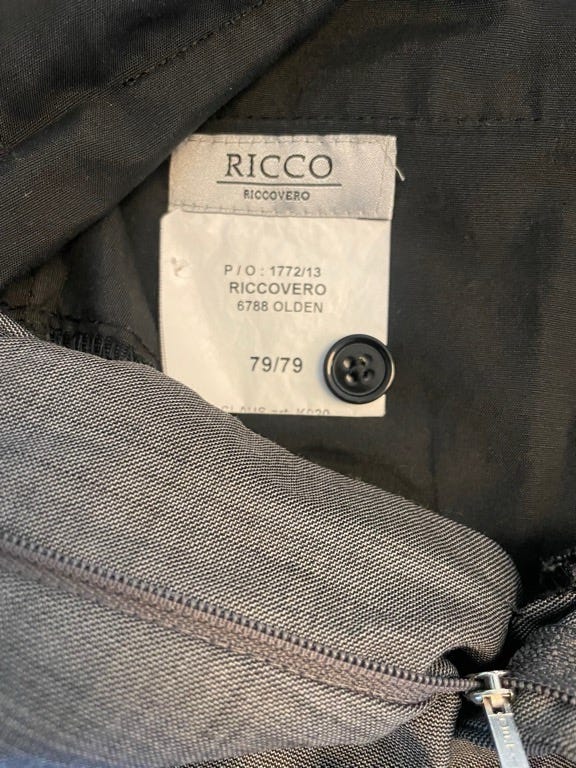 RICCO
RICCOVERO
P / O : 1772/13
RICCOVERO
6788 OLDEN
79/79